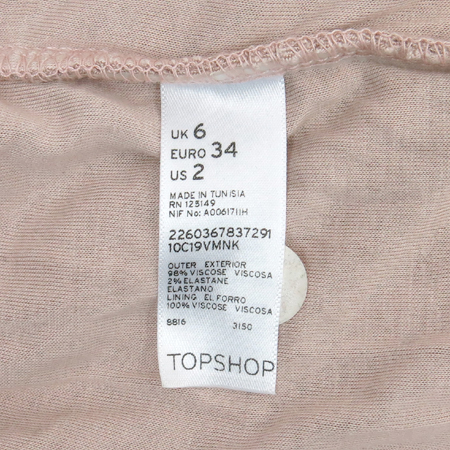 UK 6
EURO 34
US 2
MADE IN TUNISIA
RN 123149
NIF No: A0061711H
2260367837291
10C19VMNK
OUTER EXTERIOR
98% VISCOSE VISCOSA
2% ELASTANE
ELASTANO
LINING EL FORRO
100% VISCOSE VISCOSA
8816 3150
TOPSHOP